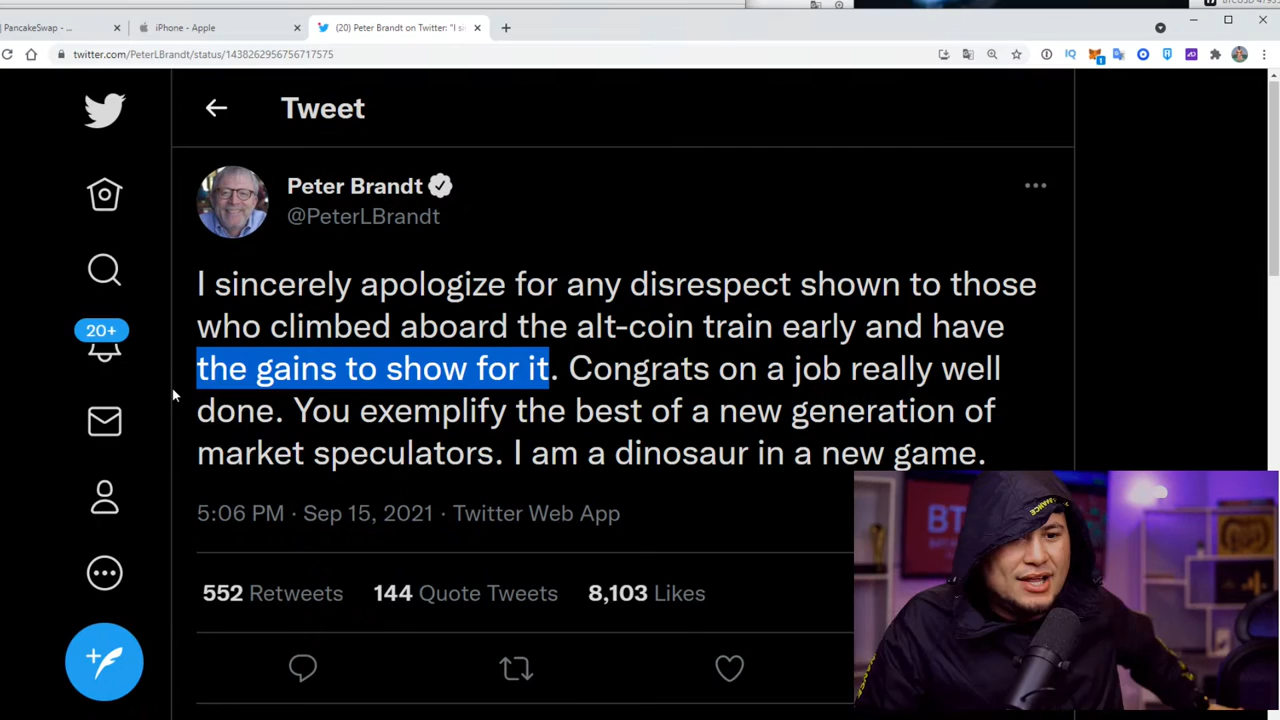 PancakeSwap - ...
iPhone - Apple
(20) Peter Brandt on Twitter: "I si
twitter.com/PeterLBrandt/status/1438262956756717575
IQ
1
Tweet
Peter Brandt
@PeterLBrandt
I sincerely apologize for any disrespect shown to those
who climbed aboard the alt-coin train early and have
the gains to show for it. Congrats on a job really well
done. You exemplify the best of a new generation of
market speculators. I am a dinosaur in a new game.
20+
5:06 PM · Sep 15, 2021 · Twitter Web App
552 Retweets 144 Quote Tweets 8,103 Likes